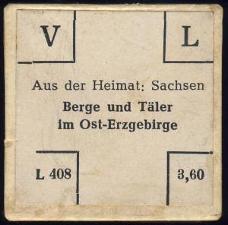 V L
Aus der Heimat: Sachsen
Berge und Täler
im Ost-Erzgebirge
L 408 3,60